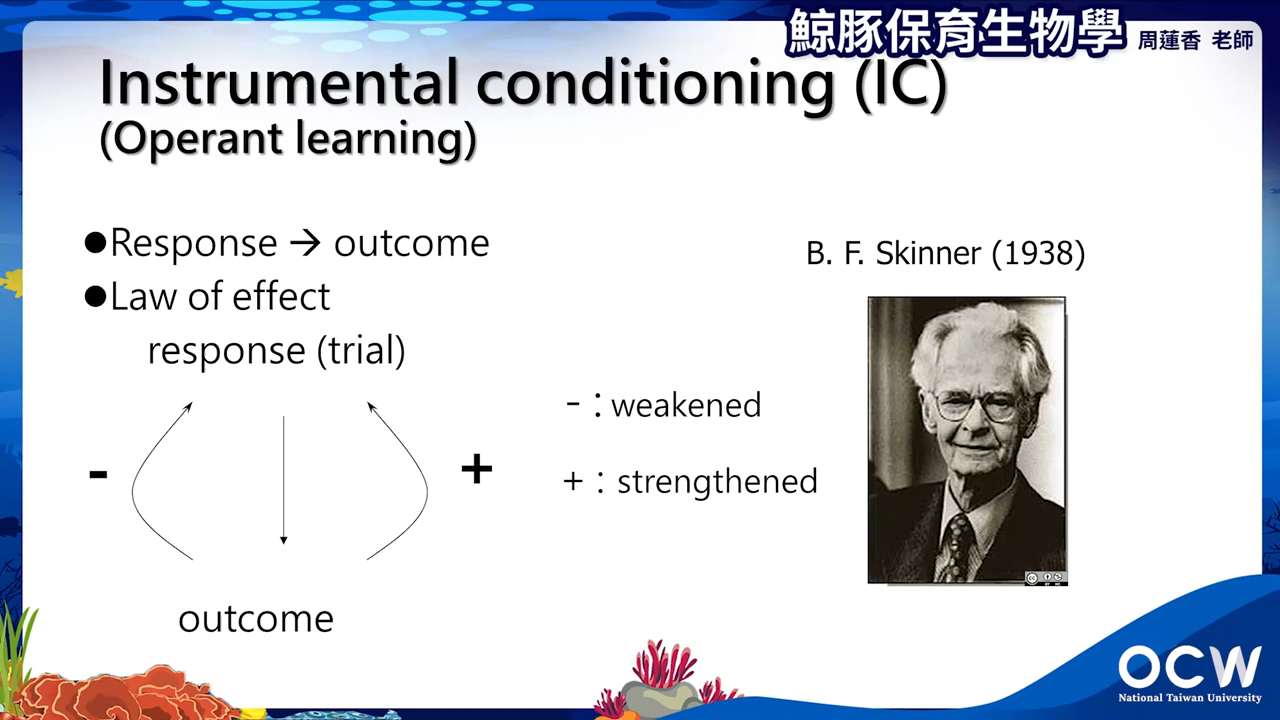 鯨豚保育生物學 周蓮香 老師
Instrumental conditioning (IC)
(Operant learning)
●Response → outcome
●Law of effect
response (trial)
B. F. Skinner (1938)
- : weakened
- +
+ : strengthened
outcome
OCW
National Taiwan University